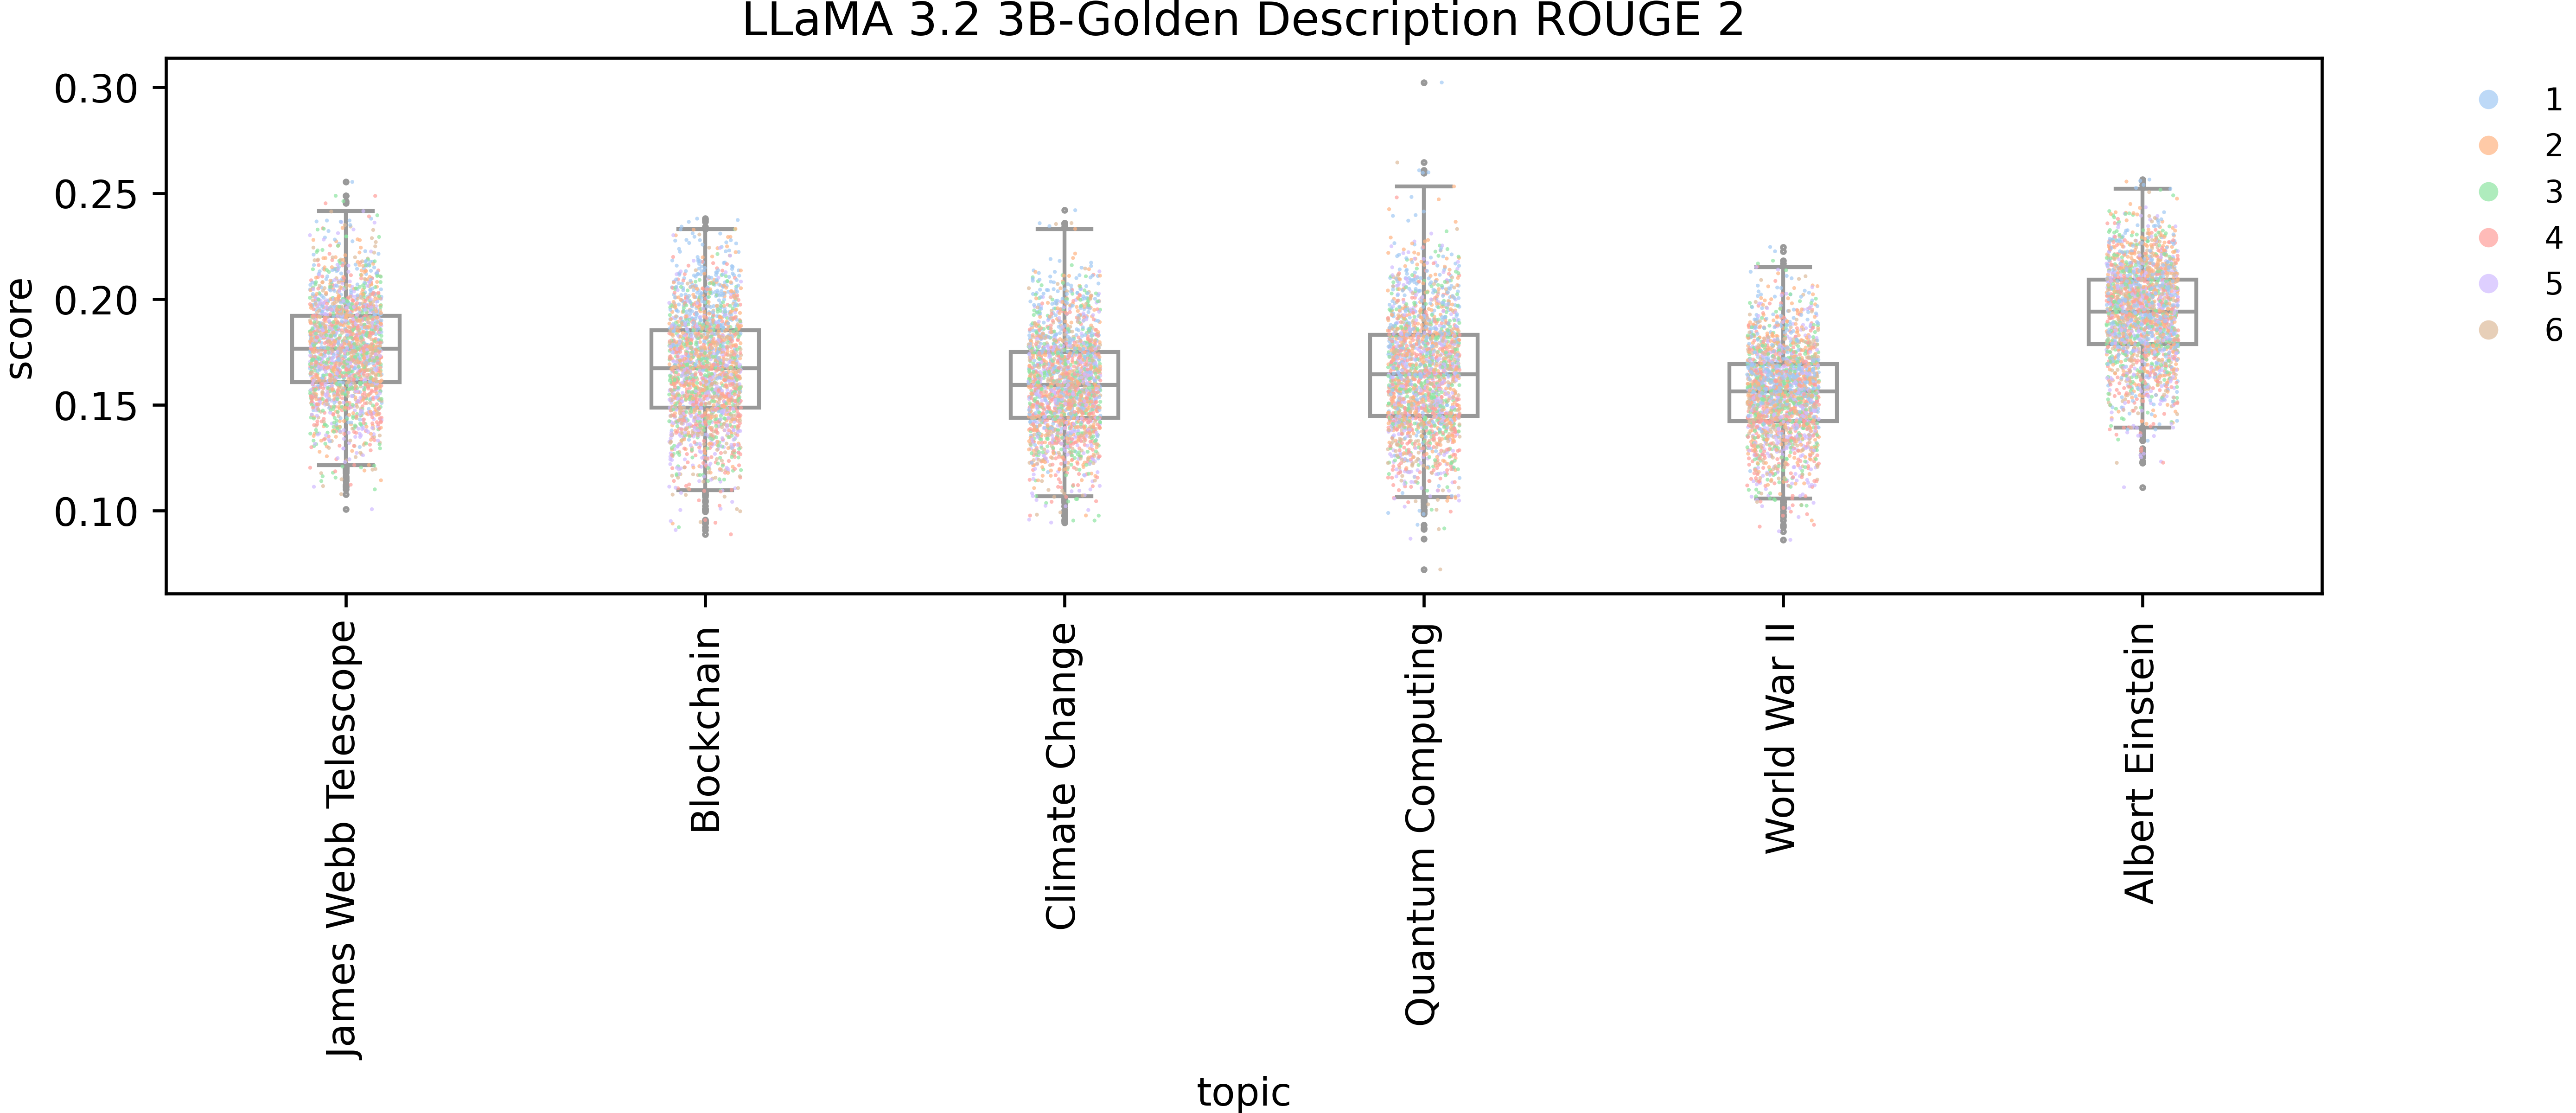 LLaMA 3.2 3B-Golden Description ROUGE 2
score
0.30
0.25
0.20
0.15
0.10
1
2
3
4
5
6
James Webb Telescope
Blockchain
Climate Change
Quantum Computing
World War II
Albert Einstein
topic